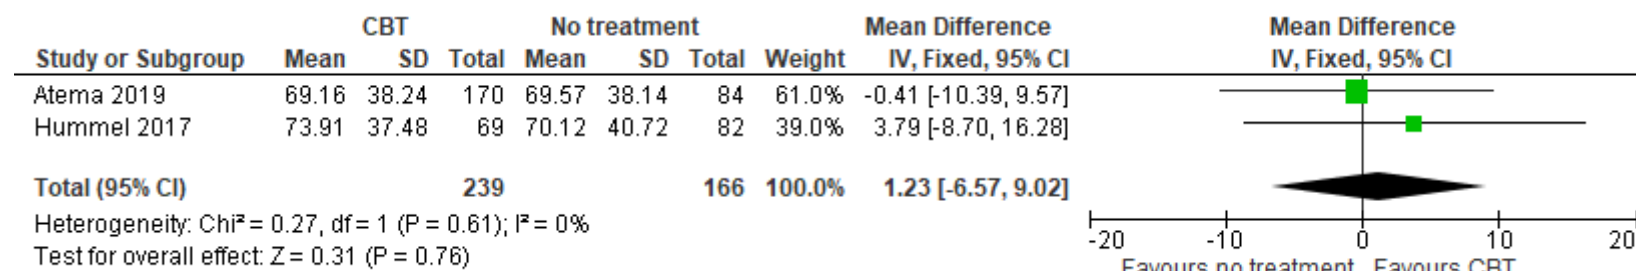 CBT No treatment Mean Difference Mean Difference
Study or Subgroup Mean SD Total Mean SD Total Weight IV, Fixed, 95% CI IV, Fixed, 95% CI
Atema 2019 69.16 38.24 170 69.57 38.14 84 61.0% -0.41 [-10.39, 9.57]
Hummel 2017 73.91 37.48 69 70.12 40.72 82 39.0% 3.79 [-8.70, 16.28]
Total (95% CI) 239 166 100.0% 1.23 [-6.57, 9.02]
Heterogeneity: Chi² = 0.27, df = 1 (P = 0.61); I² = 0%
Test for overall effect: Z = 0.31 (P = 0.76)
-20 -10 0 10 20
Favours no treatment Favours CBT